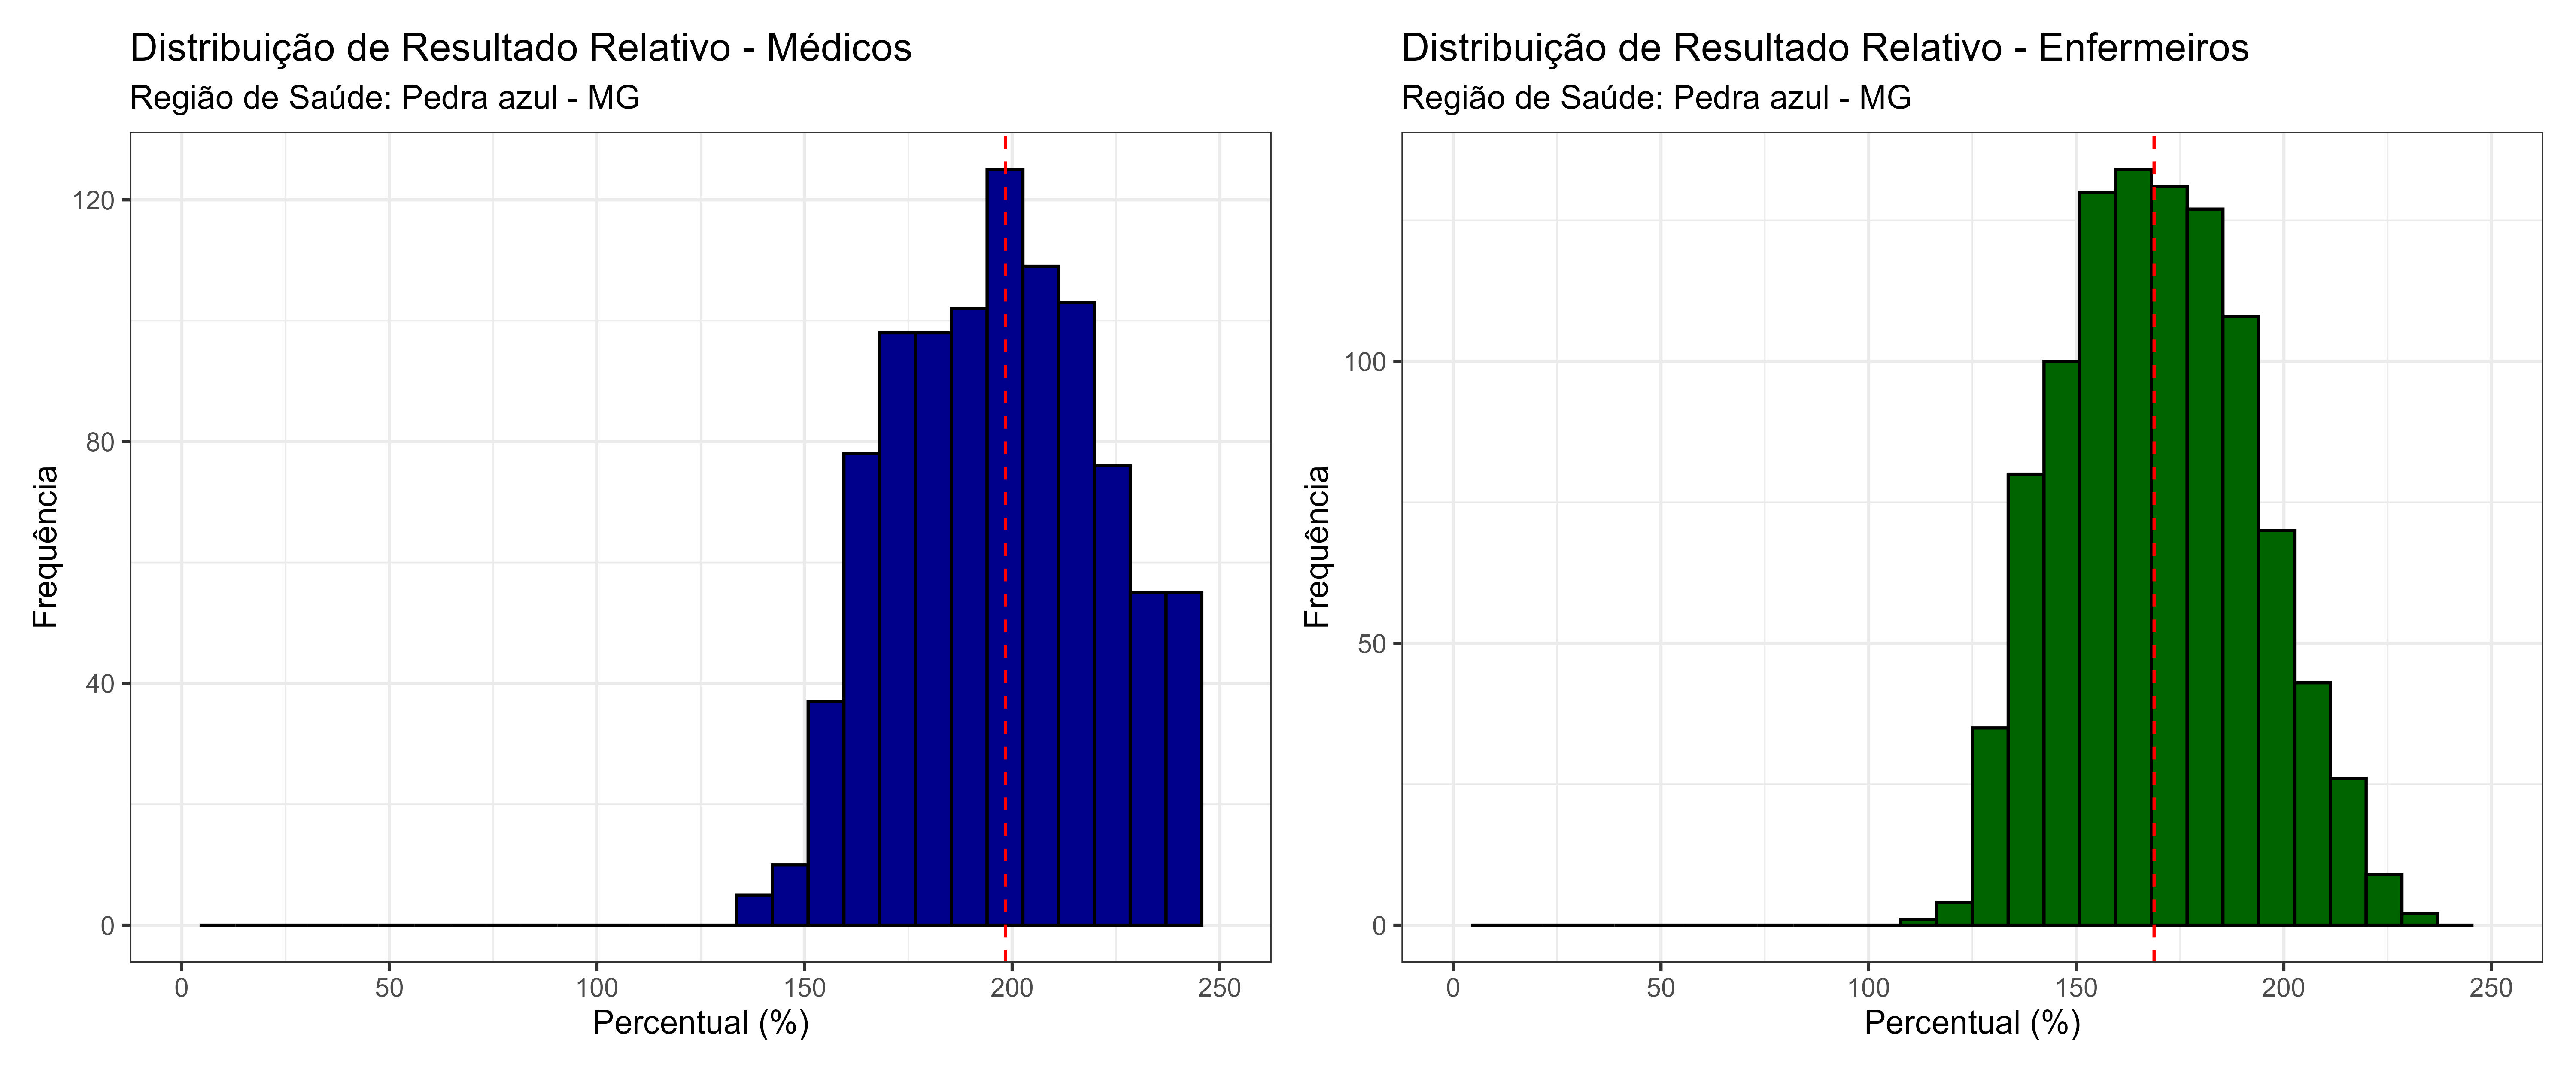 Distribuição de Resultado Relativo - Médicos
Região de Saúde: Pedra azul - MG
120
80
40
0
Frequência
0 50 100 150 200 250
Percentual (%)
Distribuição de Resultado Relativo - Enfermeiros
Região de Saúde: Pedra azul - MG
100
50
0
Frequência
0 50 100 150 200 250
Percentual (%)